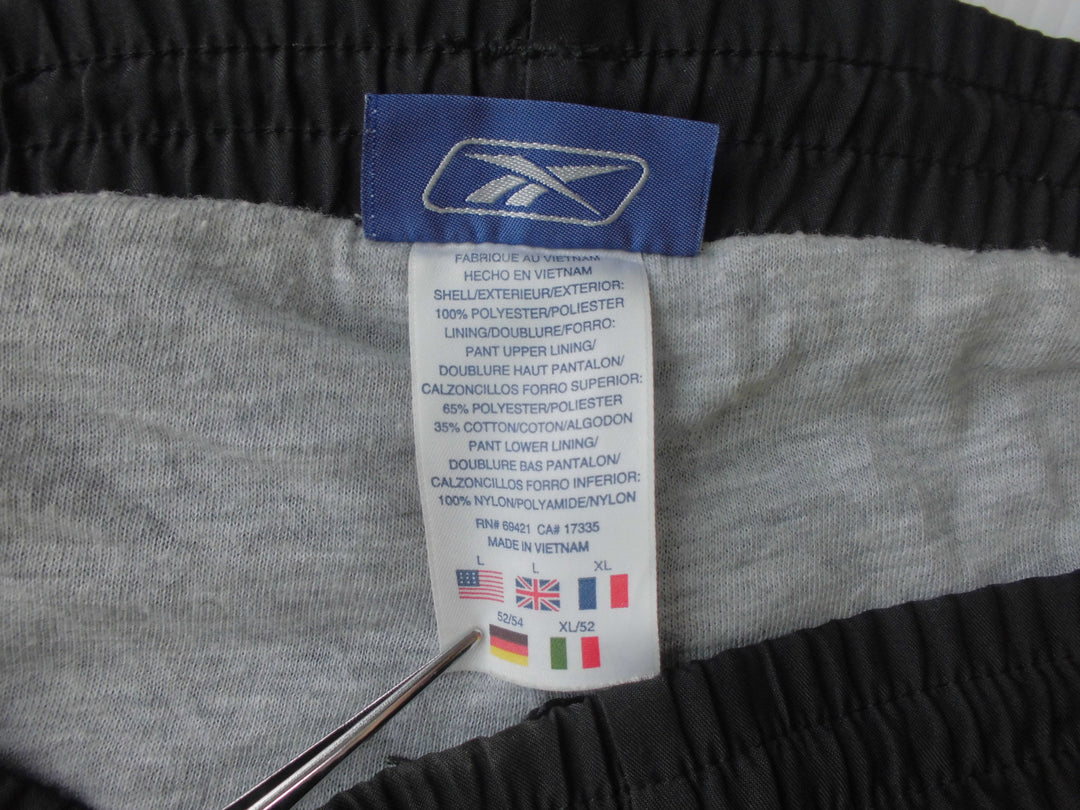 FABRIQUE AU VIETNAM
HECHO EN VIETNAM
SHELL/EXTERIEUR/EXTERIOR:
100% POLYESTER/POLIESTER
LINING/DOUBLURE/FORRO:
PANT UPPER LINING/
DOUBLURE HAUT PANTALON/
CALZONCILLOS FORRO SUPERIOR:
65% POLYESTER/POLIESTER
35% COTTON/COTON/ALGODON
PANT LOWER LINING/
DOUBLURE BAS PANTALON/
CALZONCILLOS FORRO INFERIOR:
100% NYLON/POLYAMIDE/NYLON
RN# 69421 CA# 17335
MADE IN VIETNAM
L L XL
52/54 XL/52